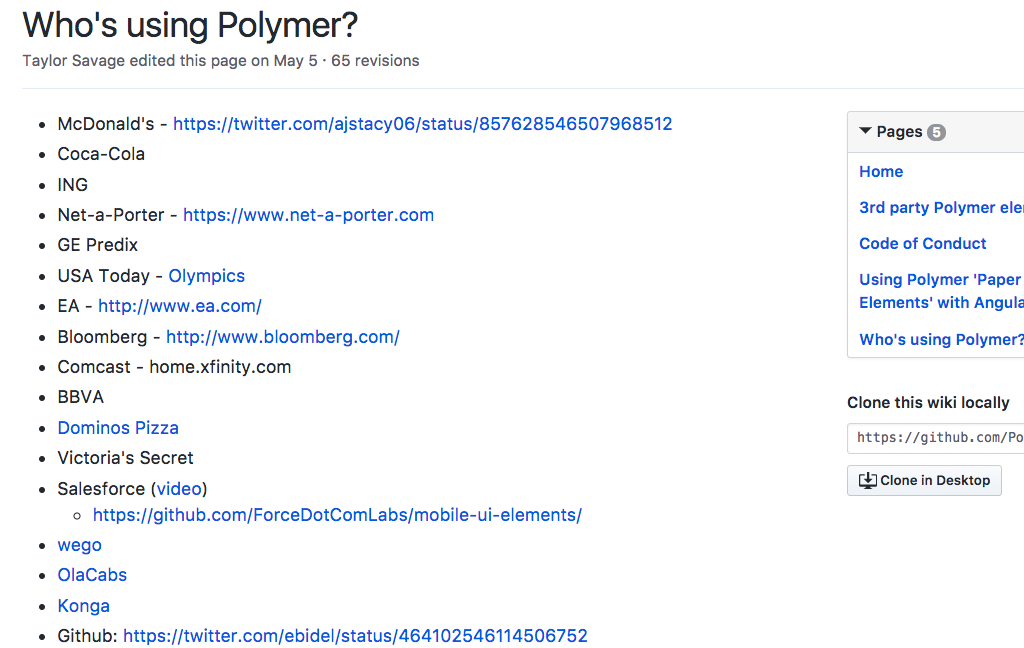 Who's using Polymer?
Taylor Savage edited this page on May 5 · 65 revisions
McDonald's - https://twitter.com/ajstacy06/status/857628546507968512
Coca-Cola
ING
Net-a-Porter - https://www.net-a-porter.com
GE Predix
USA Today - Olympics
EA - http://www.ea.com/
Bloomberg - http://www.bloomberg.com/
Comcast - home.xfinity.com
BBVA
Dominos Pizza
Victoria's Secret
Salesforce (video)
https://github.com/ForceDotComLabs/mobile-ui-elements/
wego
OlaCabs
Konga
Github: https://twitter.com/ebidel/status/464102546114506752
Pages 5
Home
3rd party Polymer ele
Code of Conduct
Using Polymer 'Paper
Elements' with Angula
Who's using Polymer?
Clone this wiki locally
https://github.com/Po
Clone in Desktop